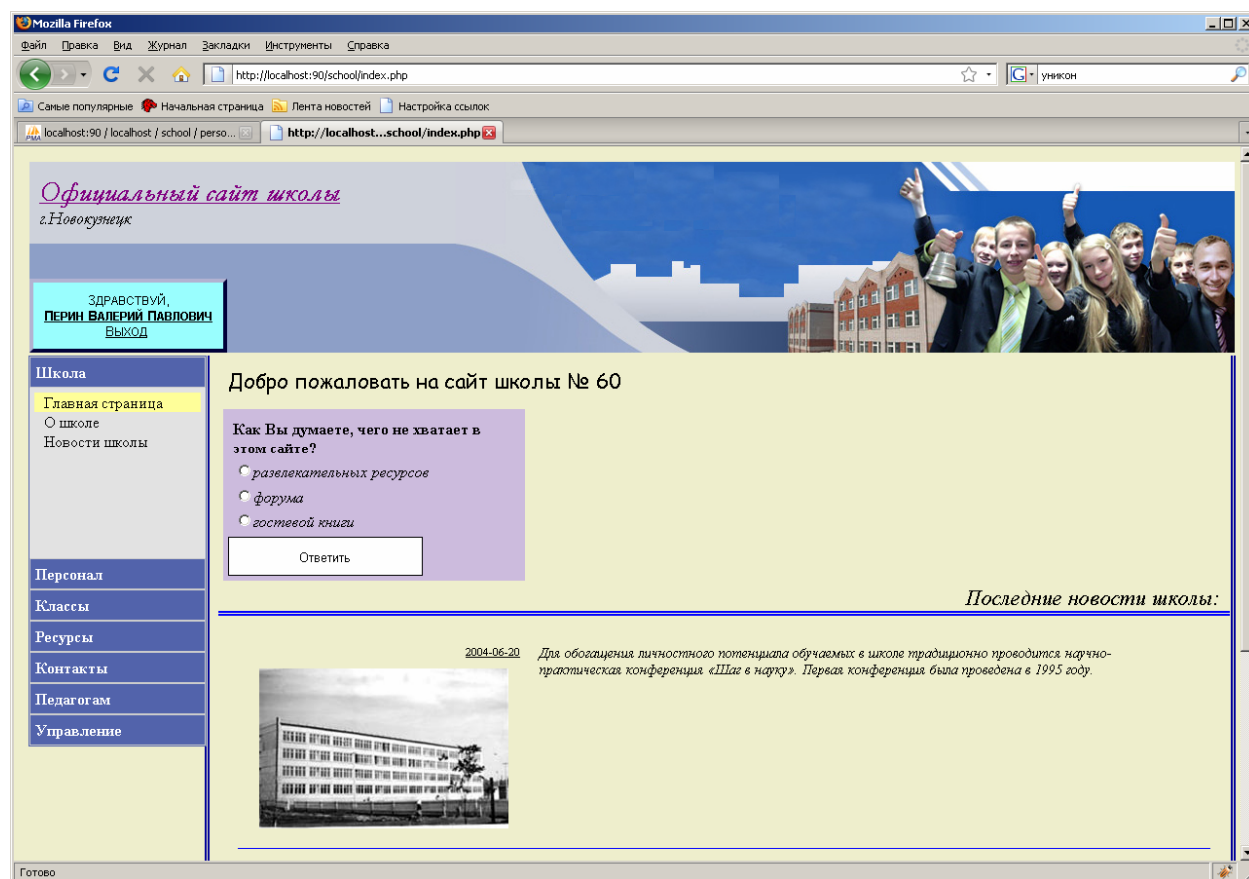 Mozilla Firefox
Файл Правка Вид Журнал Закладки Инструменты Справка
http://localhost:90/school/index.php
G
уникон
Самые популярные Начальная страница Лента новостей Настройка ссылок
localhost:90 / localhost / school / perso... http://localhost...school/index.php
Официальный сайт школы
г.Новокузнецк
ЗДРАВСТВУЙ,
ПЕРИН ВАЛЕРИЙ ПАВЛОВИЧ
ВЫХОД
Школа
Главная страница
О школе
Новости школы
Персонал
Классы
Ресурсы
Контакты
Педагогам
Управление
Добро пожаловать на сайт школы № 60
Как Вы думаете, чего не хватает в
этом сайте?
развлекательных ресурсов
форума
гостевой книги
Ответить
Последние новости школы:
2004-06-20
Для обогащения личностного потенциала обучаемых в школе традиционно проводится научно-
практическая конференция «Шаг в науку». Первая конференция была проведена в 1995 году.
Готово